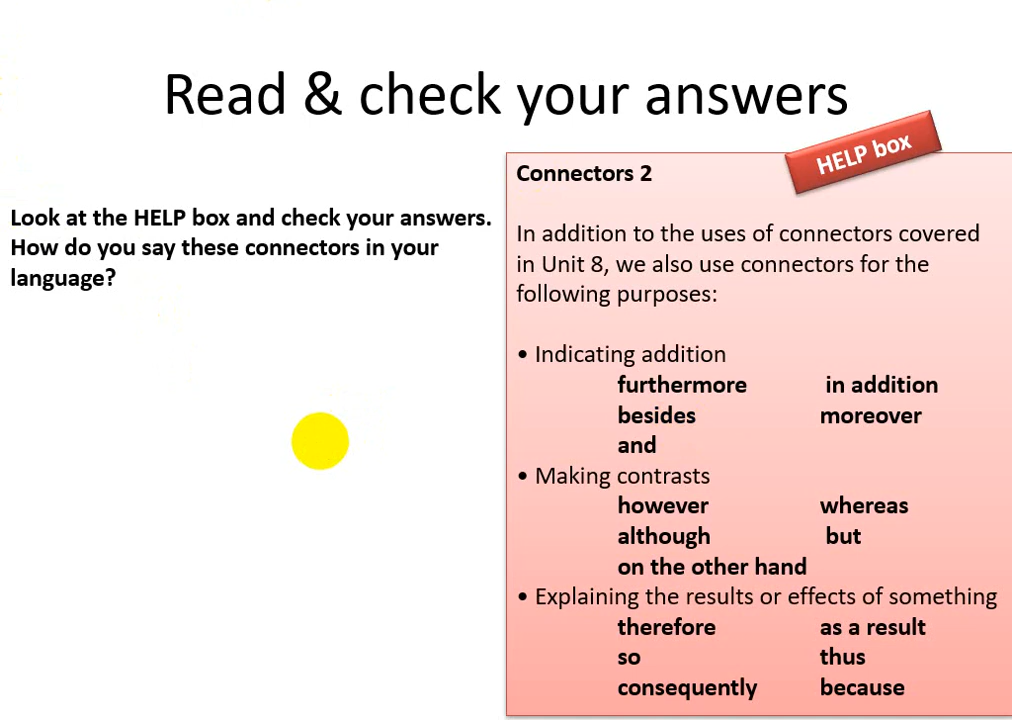 Read & check your answers
HELP box
Look at the HELP box and check your answers.
How do you say these connectors in your
language?
Connectors 2
In addition to the uses of connectors covered
in Unit 8, we also use connectors for the
following purposes:
• Indicating addition
furthermore in addition
besides moreover
and
• Making contrasts
however whereas
although but
on the other hand
• Explaining the results or effects of something
therefore as a result
so thus
consequently because